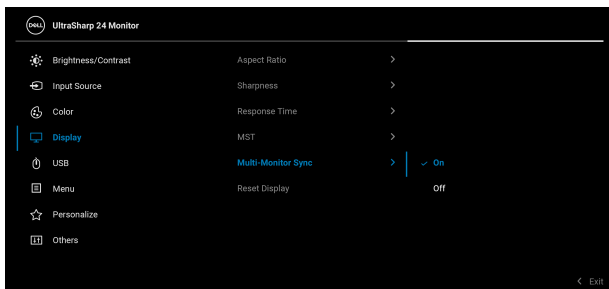 DELL UltraSharp 24 Monitor
Brightness/Contrast Aspect Ratio
Input Source Sharpness
Color Response Time
Display MST
USB Multi-Monitor Sync On
Menu Reset Display Off
Personalize
Others
Exit